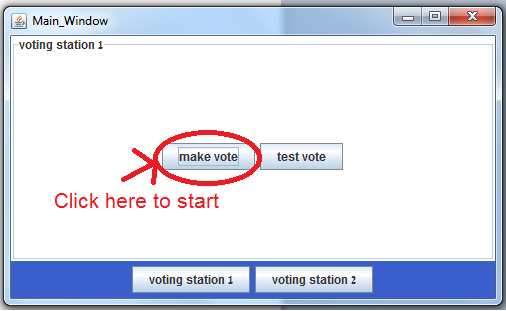 Main_Window
voting station 1
make vote test vote
Click here to start
voting station 1 voting station 2